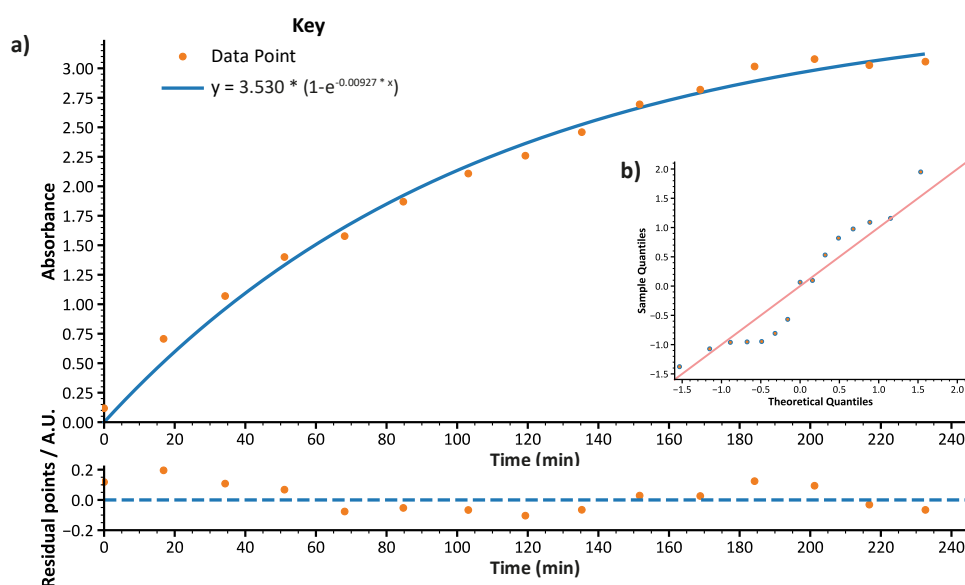 Key
a)
Data Point
y = 3.530 * (1-e^-0.00927 * x)
Absorbance
3.00
2.75
2.50
2.25
2.00
1.75
1.50
1.25
1.00
0.75
0.50
0.25
0.00
0 20 40 60 80 100 120 140 160 180 200 220 240
Time (min)
b)
Sample Quantiles
2.0
1.5
1.0
0.5
0.0
−0.5
−1.0
−1.5
−1.5 −1.0 −0.5 0.0 0.5 1.0 1.5 2.0
Theoretical Quantiles
Residual points / A.U.
0.2
0.0
−0.2
0 20 40 60 80 100 120 140 160 180 200 220 240
Time (min)